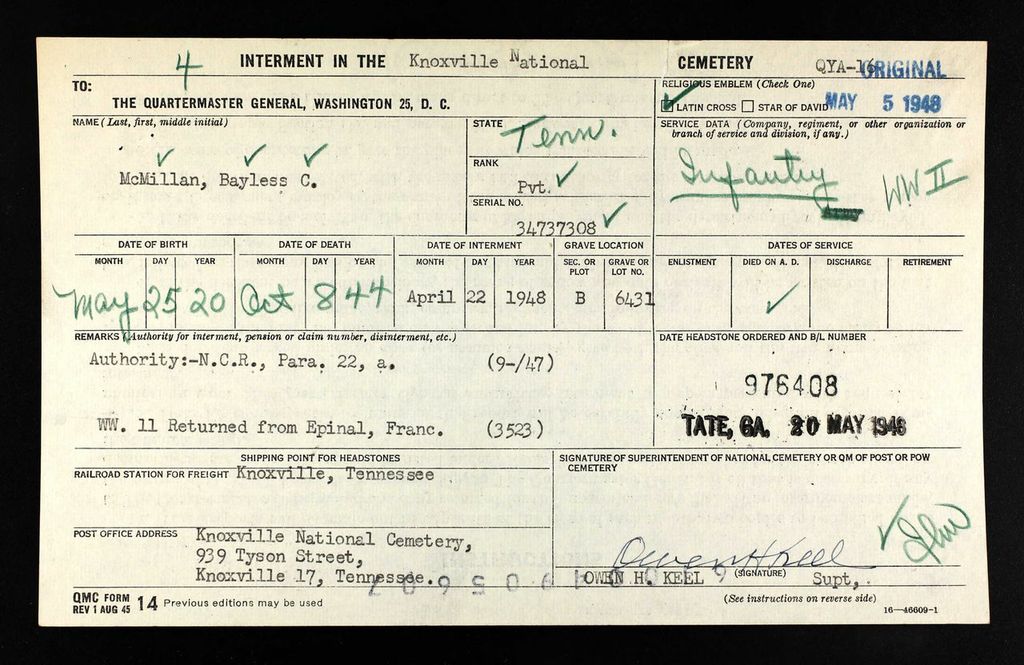 4 INTERMENT IN THE Knoxville National CEMETERY QYA-16 ORIGINAL
TO:
THE QUARTERMASTER GENERAL, WASHINGTON 25, D. C.
RELIGIOUS EMBLEM (Check One)
LATIN CROSS STAR OF DAVID MAY 5 1948
NAME (Last, first, middle initial)
McMillan, Bayless C.
STATE
Tenn.
RANK
Pvt.
SERIAL NO.
34737308
SERVICE DATA (Company, regiment, or other organization or
branch of service and division, if any.)
Infantry WW II
Army
DATE OF BIRTH DATE OF DEATH DATE OF INTERMENT GRAVE LOCATION DATES OF SERVICE
MONTH DAY YEAR MONTH DAY YEAR MONTH DAY YEAR SEC. OR PLOT GRAVE OR LOT NO. ENLISTMENT DIED ON A. D. DISCHARGE RETIREMENT
May 25 20 Oct 8 44 April 22 1948 B 6431
REMARKS (Authority for interment, pension or claim number, disinterment, etc.)
Authority:-N.C.R., Para. 22, a. (9-/47)
WW. 11 Returned from Epinal, Franc. (3523)
DATE HEADSTONE ORDERED AND B/L NUMBER
976408
TATE, GA. 20 MAY 1948
SHIPPING POINT FOR HEADSTONES
RAILROAD STATION FOR FREIGHT Knoxville, Tennessee
POST OFFICE ADDRESS Knoxville National Cemetery,
939 Tyson Street,
Knoxville 17, Tennessee.
SIGNATURE OF SUPERINTENDENT OF NATIONAL CEMETERY OR QM OF POST OR POW
CEMETERY
Owen H Keel
OWEN H. KEEL (SIGNATURE) Supt,.
(See instructions on reverse side)
QMC FORM
REV 1 AUG 45 14 Previous editions may be used
16—46609-1